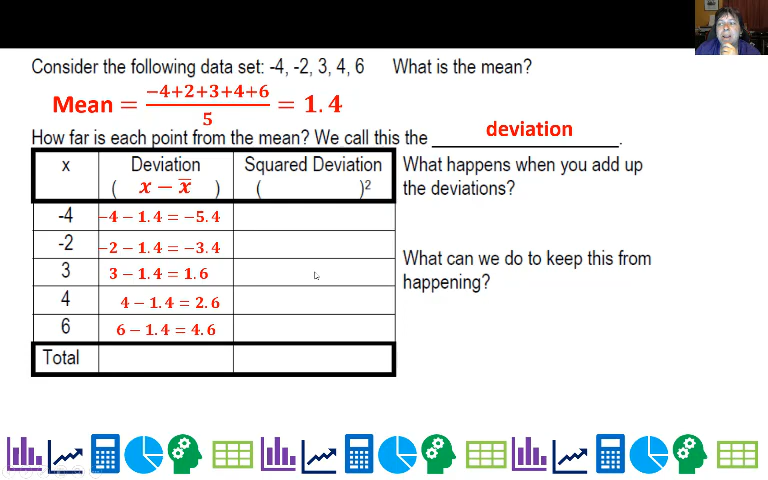 Consider the following data set: -4, -2, 3, 4, 6 What is the mean?
Mean = −4+2+3+4+6 / 5 = 1.4
How far is each point from the mean? We call this the deviation.
x Deviation Squared Deviation
( x − x̄ ) ( )²
What happens when you add up
the deviations?
-4 −4 − 1.4 = −5.4
-2 −2 − 1.4 = −3.4
3 3 − 1.4 = 1.6
4 4 − 1.4 = 2.6
6 6 − 1.4 = 4.6
Total
What can we do to keep this from
happening?